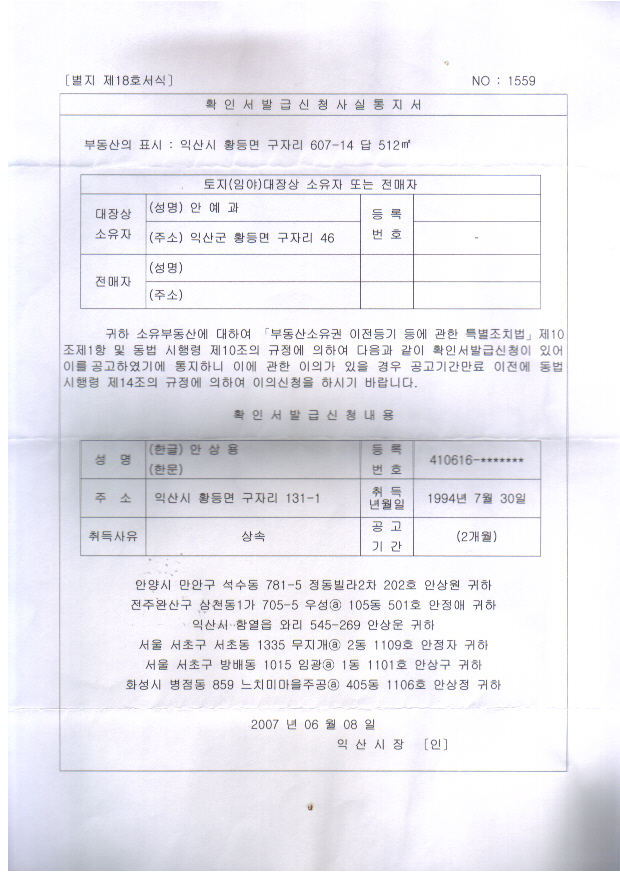 [별지 제18호서식] NO : 1559
확인서발급신청사실통지서
부동산의 표시 : 익산시 황등면 구자리 607-14 답 512㎡
토지(임야)대장상 소유자 또는 전매자
대장상 소유자 (성명) 안 예 과 등 록 번 호
(주소) 익산군 황등면 구자리 46 -
전매자 (성명)
(주소)
귀하 소유부동산에 대하여 「부동산소유권 이전등기 등에 관한 특별조치법」 제10
조제1항 및 동법 시행령 제10조의 규정에 의하여 다음과 같이 확인서발급신청이 있어
이를 공고하였기에 통지하니 이에 관한 이의가 있을 경우 공고기간만료 이전에 동법
시행령 제14조의 규정에 의하여 이의신청을 하시기 바랍니다.
확 인 서 발 급 신 청 내 용
성 명 (한글) 안 상 용 등 록 번 호 410616-*******
(한문)
주 소 익산시 황등면 구자리 131-1 취 득 년월일 1994년 7월 30일
취득사유 상속 공 고 기 간 (2개월)
안양시 만안구 석수동 781-5 정동빌라2차 202호 안상원 귀하
전주완산구 삼천동1가 705-5 우성ⓐ 105동 501호 안정애 귀하
익산시 함열읍 와리 545-269 안상운 귀하
서울 서초구 서초동 1335 무지개ⓐ 2동 1109호 안정자 귀하
서울 서초구 방배동 1015 임광ⓐ 1동 1101호 안상구 귀하
화성시 병점동 859 느치미마을주공ⓐ 405동 1106호 안상정 귀하
2007 년 06 월 08 일
익 산 시 장 [인]